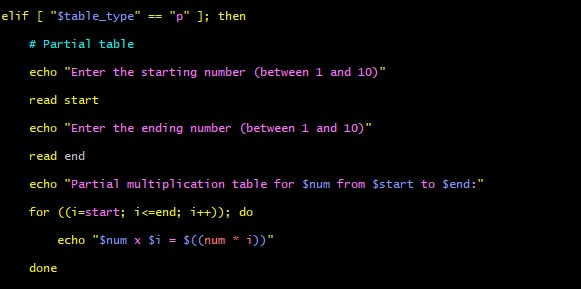 elif [ "$table_type" == "p" ]; then
# Partial table
echo "Enter the starting number (between 1 and 10)"
read start
echo "Enter the ending number (between 1 and 10)"
read end
echo "Partial multiplication table for $num from $start to $end:"
for ((i=start; i<=end; i++)); do
echo "$num x $i = $((num * i))"
done